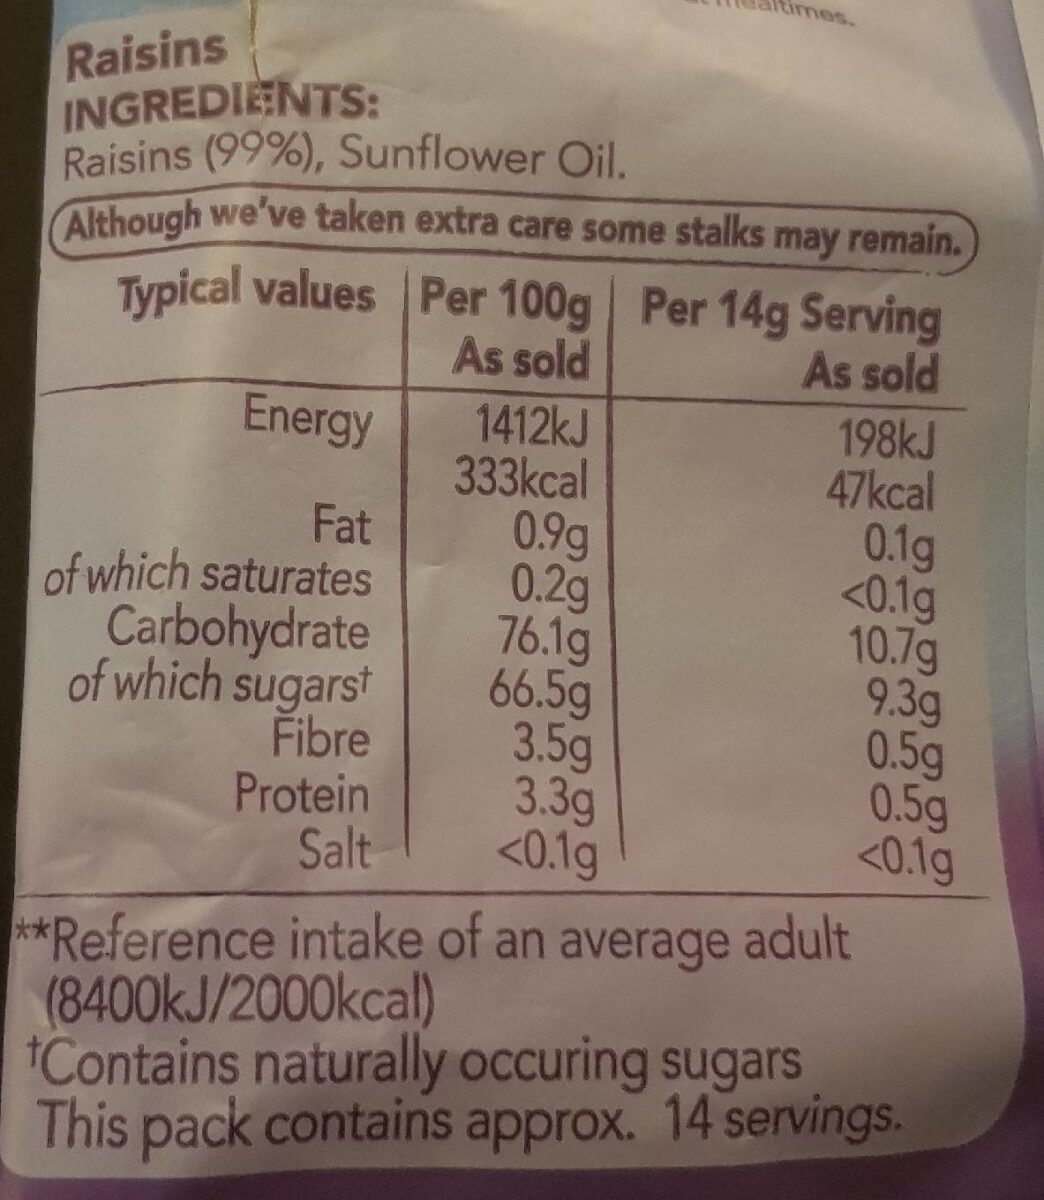 mealtimes.
Raisins
INGREDIENTS:
Raisins (99%), Sunflower Oil.
Although we've taken extra care some stalks may remain.
Typical values Per 100g Per 14g Serving
As sold As sold
Energy 1412kJ 198kJ
333kcal 47kcal
Fat 0.9g 0.1g
of which saturates 0.2g <0.1g
Carbohydrate 76.1g 10.7g
of which sugars† 66.5g 9.3g
Fibre 3.5g 0.5g
Protein 3.3g 0.5g
Salt <0.1g <0.1g
**Reference intake of an average adult
(8400kJ/2000kcal)
†Contains naturally occuring sugars
This pack contains approx. 14 servings.